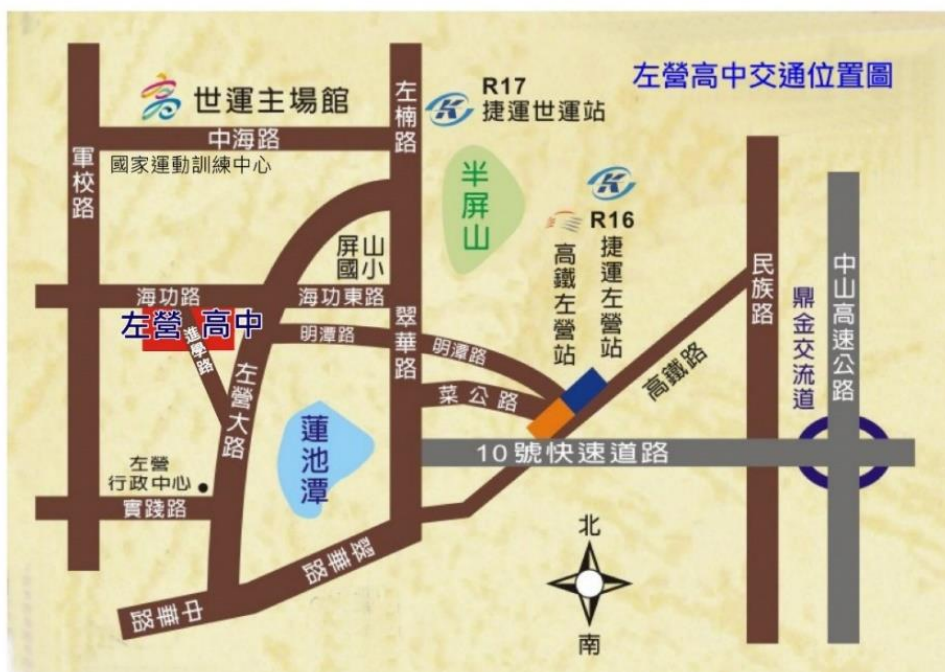 左營高中交通位置圖
世運主場館
R17
捷運世運站
左楠路
中海路
國家運動訓練中心
軍校路
半屏山
R16
捷運左營站
高鐵左營站
屏山
國小
民族路
中山高速公路
鼎金交流道
海功路
海功東路
翠華路
左營 高中
進學路
明潭路
明潭路
高鐵路
左營大路
菜公路
蓮池潭
10號快速道路
左營
行政中心
實踐路
翠華路
中華路
北
南